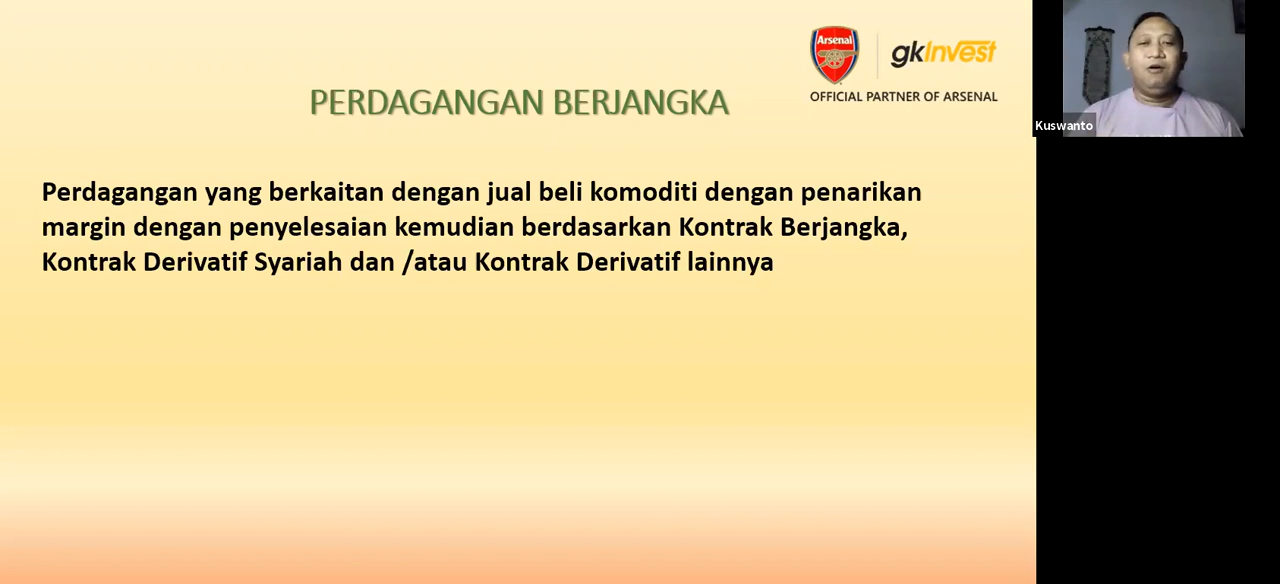 Arsenal
gkInvest
OFFICIAL PARTNER OF ARSENAL
PERDAGANGAN BERJANGKA
Perdagangan yang berkaitan dengan jual beli komoditi dengan penarikan
margin dengan penyelesaian kemudian berdasarkan Kontrak Berjangka,
Kontrak Derivatif Syariah dan /atau Kontrak Derivatif lainnya
Kuswanto